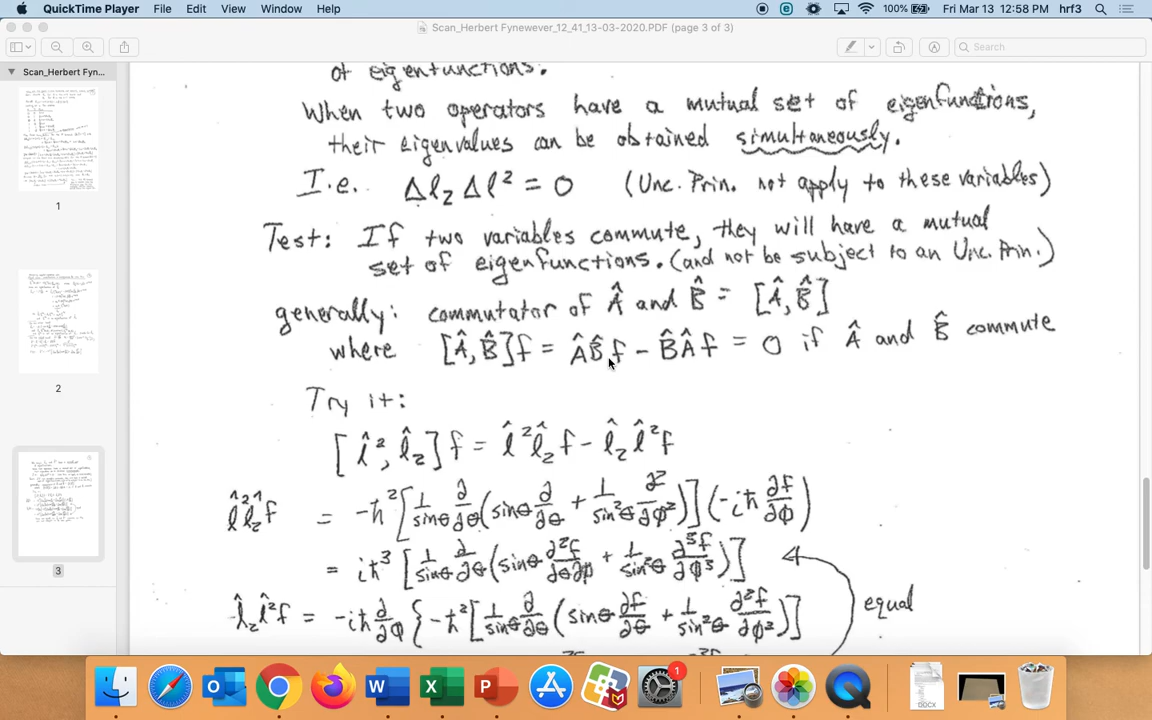 QuickTime Player File Edit View Window Help 100% Fri Mar 13 12:58 PM hrf3
Scan_Herbert Fynewever_12_41_13-03-2020.PDF (page 3 of 3)
Search
Scan_Herbert Fyn...
1
2
3
of eigenfunctions.
When two operators have a mutual set of eigenfunctions,
their eigenvalues can be obtained simultaneously.
I.e. Δl_z Δl² = 0 (Unc. Prin. not apply to these variables)
Test: If two variables commute, they will have a mutual
set of eigenfunctions. (and not be subject to an Unc. Prin.)
generally: commutator of Â and B̂ = [Â, B̂]
where [Â, B̂]f = ÂB̂f - B̂Âf = 0 if Â and B̂ commute
Try it:
[l̂², l̂_z]f = l̂² l̂_z f - l̂_z l̂² f
l̂² l̂_z f = -ħ² [1/sinθ ∂/∂θ (sinθ ∂/∂θ + 1/sin²θ ∂²/∂φ²)] (-iħ ∂f/∂φ)
= iħ³ [1/sinθ ∂/∂θ (sinθ ∂²f/∂θ∂φ + 1/sin²θ ∂³f/∂φ³)]
l̂_z l̂² f = -iħ ∂/∂φ {-ħ² [1/sinθ ∂/∂θ (sinθ ∂f/∂θ + 1/sin²θ ∂²f/∂φ²)]
equal
W X P 1
DOCX